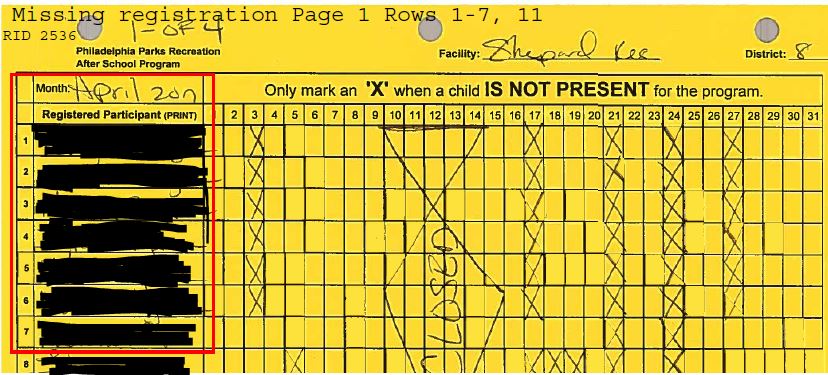 Missing registration Page 1 Rows 1-7, 11
RID 2536
1-OF 4
Philadelphia Parks Recreation
After School Program
Facility: Shepard Rec
District: 8
Month: April 2017
Only mark an 'X' when a child IS NOT PRESENT for the program.
Registered Participant (PRINT) 2 3 4 5 6 7 8 9 10 11 12 13 14 15 16 17 18 19 20 21 22 23 24 25 26 27 28 29 30 31
1 X X X X X
2 X X X X X
3 X X X X X
4 X X X X X
5 X X X X
6 X X X X
7 X
8 X X X X X
CLOSED